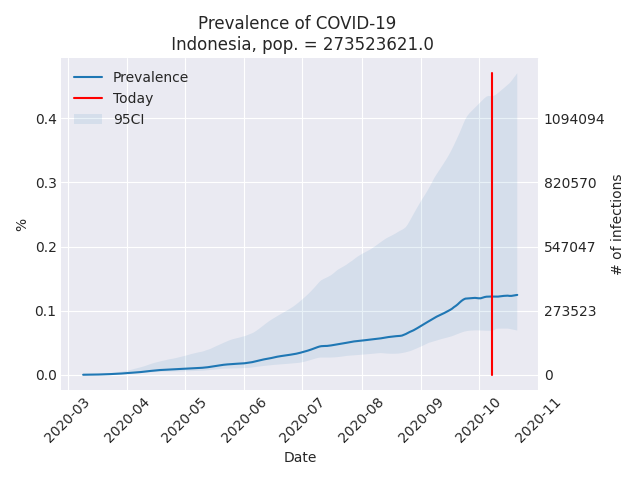 Prevalence of COVID-19
Indonesia, pop. = 273523621.0
Prevalence
Today
95CI
%
0.4
0.3
0.2
0.1
0.0
1094094
820570
547047
273523
0
# of infections
2020-03
2020-04
2020-05
2020-06
2020-07
2020-08
2020-09
2020-10
2020-11
Date